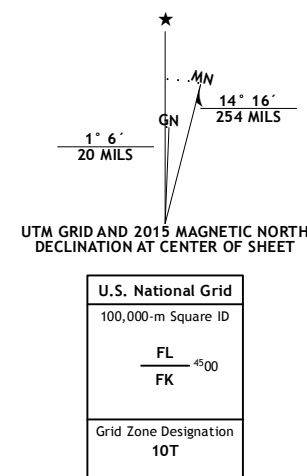 ★
MN
GN
1° 6´
20 MILS
14° 16´
254 MILS
UTM GRID AND 2015 MAGNETIC NORTH
DECLINATION AT CENTER OF SHEET
U.S. National Grid
100,000-m Square ID
FL
4500
FK
Grid Zone Designation
10T